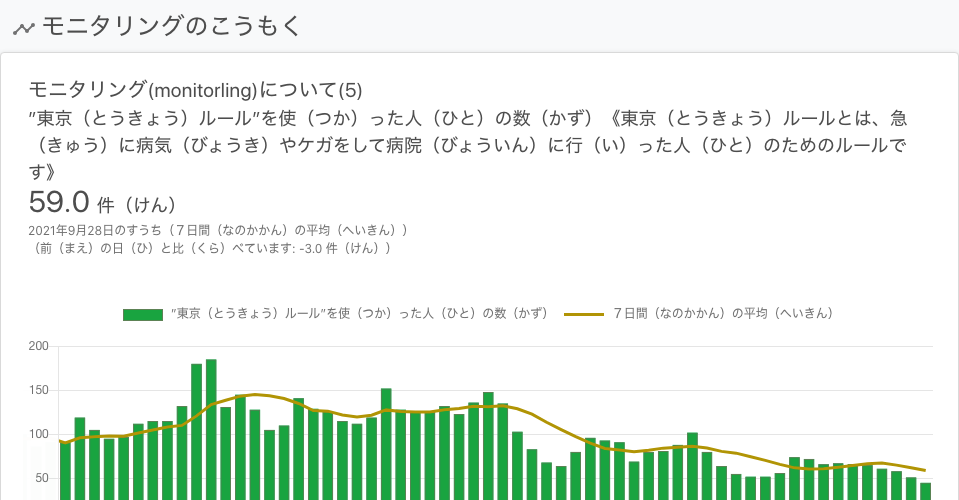 モニタリングのこうもく
モニタリング(monitorling)について(5)
”東京（とうきょう）ルール”を使（つか）った人（ひと）の数（かず）《東京（とうきょう）ルールとは、急
（きゅう）に病気（びょうき）やケガをして病院（びょういん）に行（い）った人（ひと）のためのルールで
す》
59.0 件（けん）
2021年9月28日のすうち（７日間（なのかかん）の平均（へいきん））
（前（まえ）の日（ひ）と比（くら）べています: -3.0 件（けん））
”東京（とうきょう）ルール”を使（つか）った人（ひと）の数（かず） ７日間（なのかかん）の平均（へいきん）
200
150
100
50